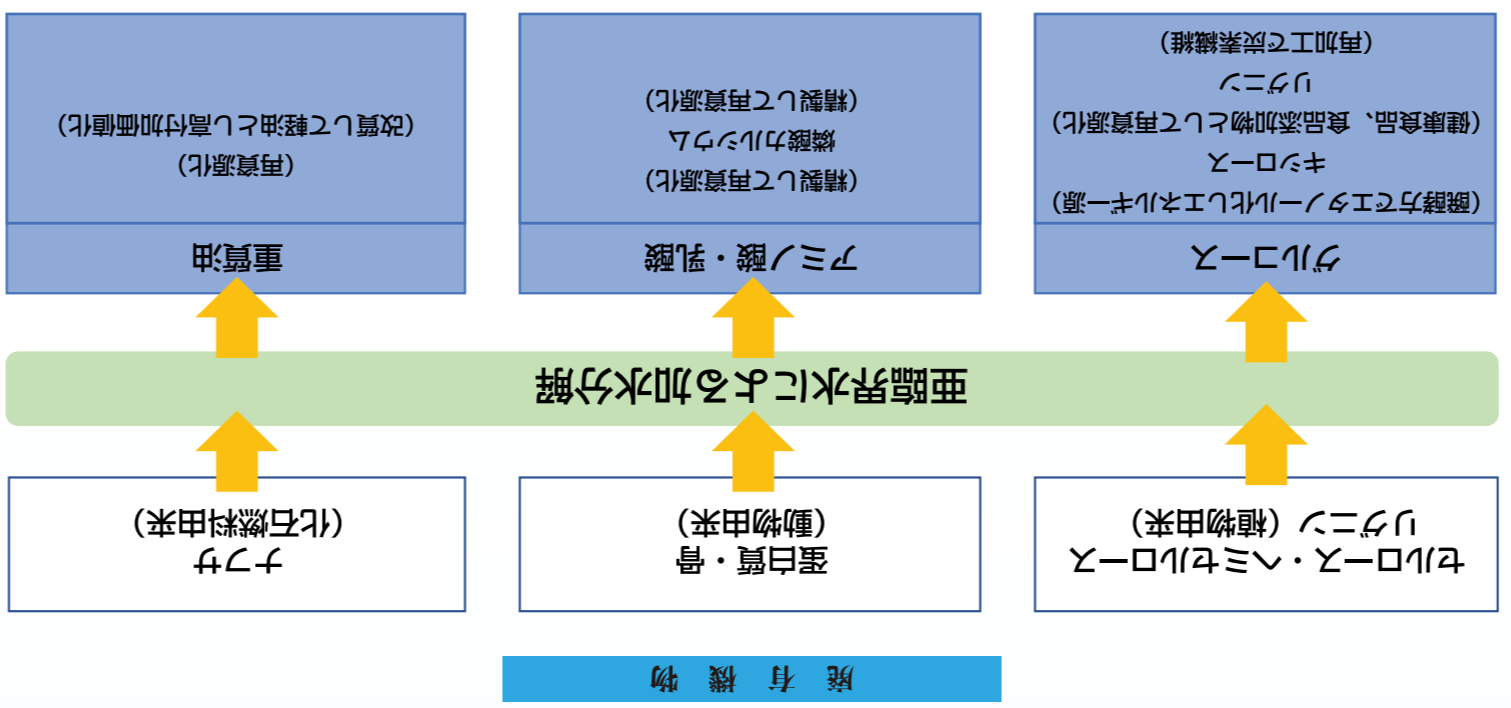 廃有機物
セルロース・ヘミセルロース
リグニン（植物由来）
蛋白質・骨
（動物由来）
ナフサ
（化石燃料由来）
亜臨界水による加水分解
グルコース
（醗酵方でエタノール化しエネルギー源）
キシロース
（健康食品、食品添加物として再資源化）
リグニン
（再加工で炭素繊維）
アミノ酸・乳酸
（精製して再資源化）
燐酸カルシウム
（精製して再資源化）
重質油
（再資源化）
（改質して軽油とし高付加価値化）